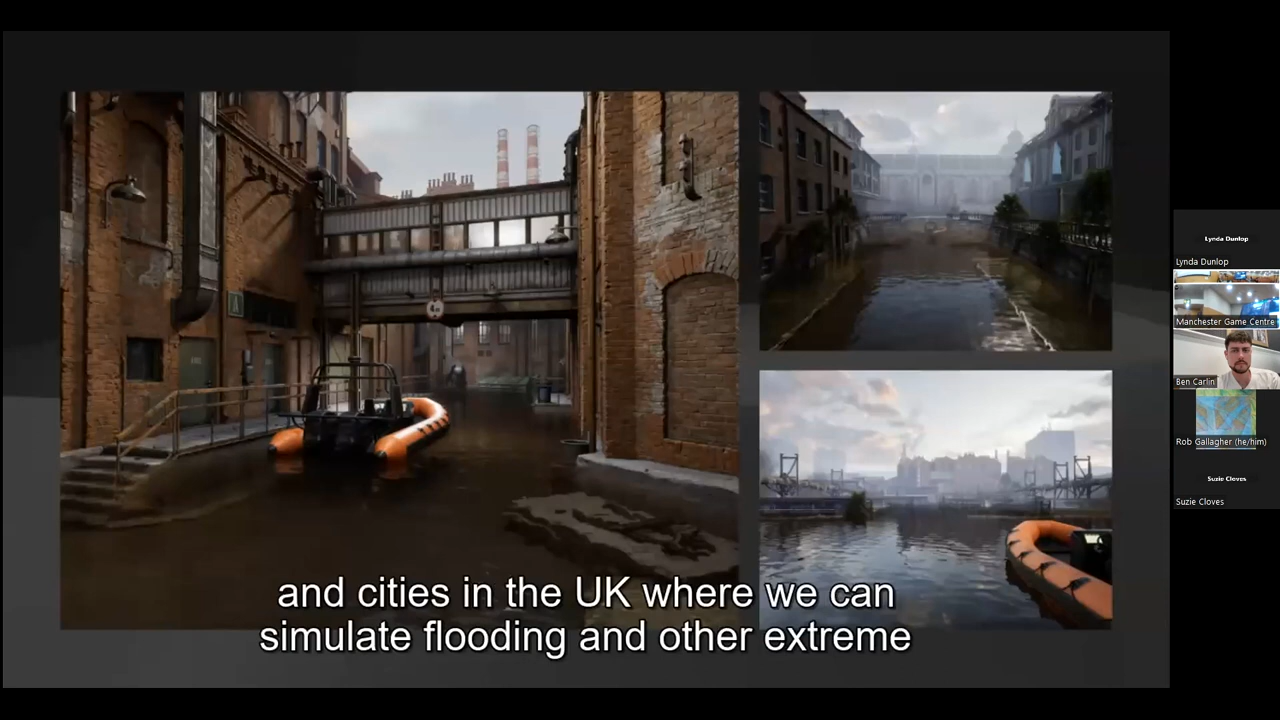 and cities in the UK where we can
simulate flooding and other extreme
Lynda Dunlop
Lynda Dunlop
Manchester Game Centre
Ben Carlin
Rob Gallagher (he/him)
Suzie Cloves
Suzie Cloves